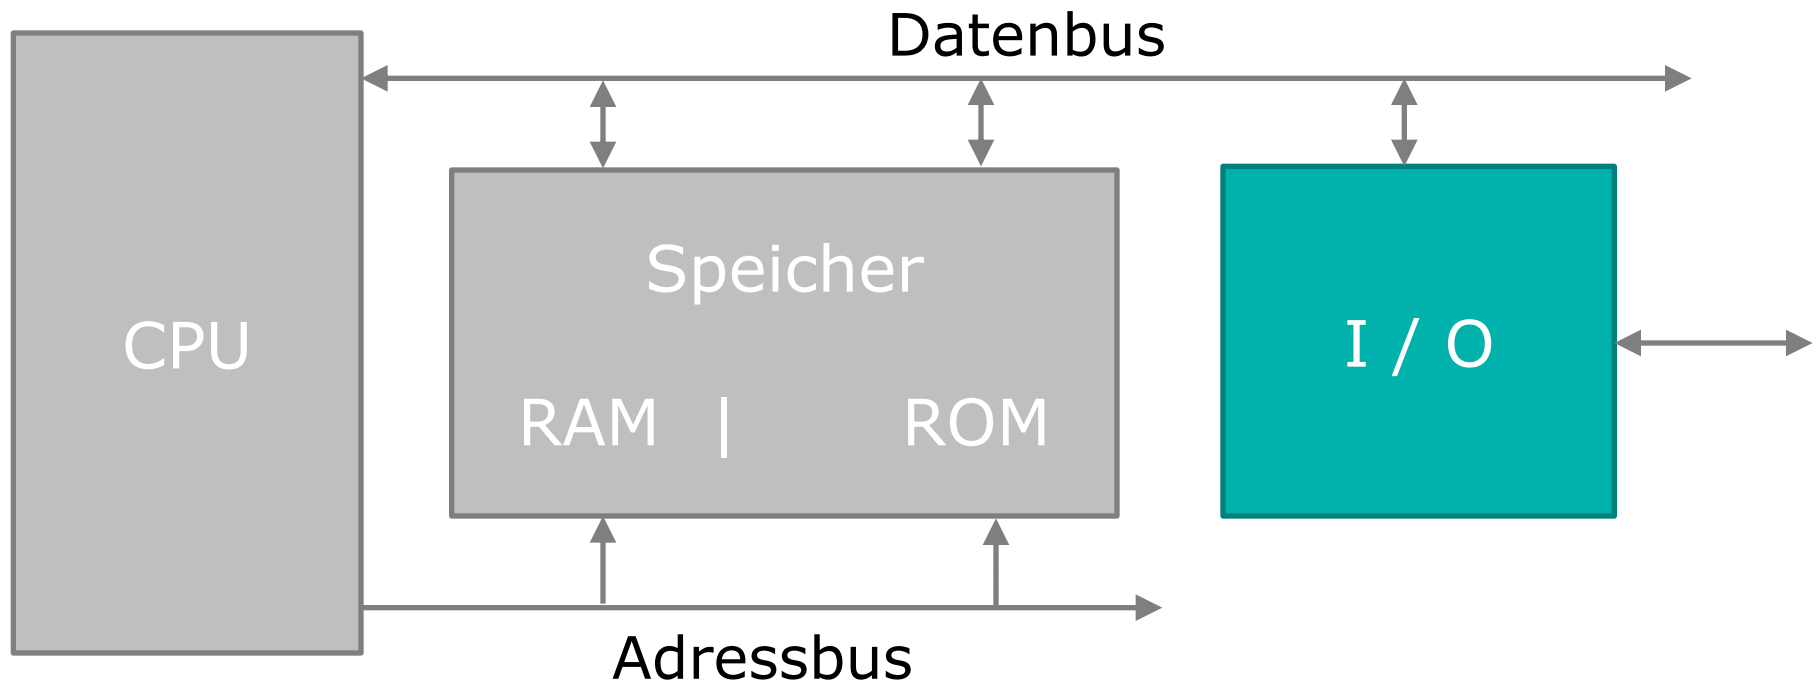 Datenbus
CPU
Speicher
RAM | ROM
I / O
Adressbus